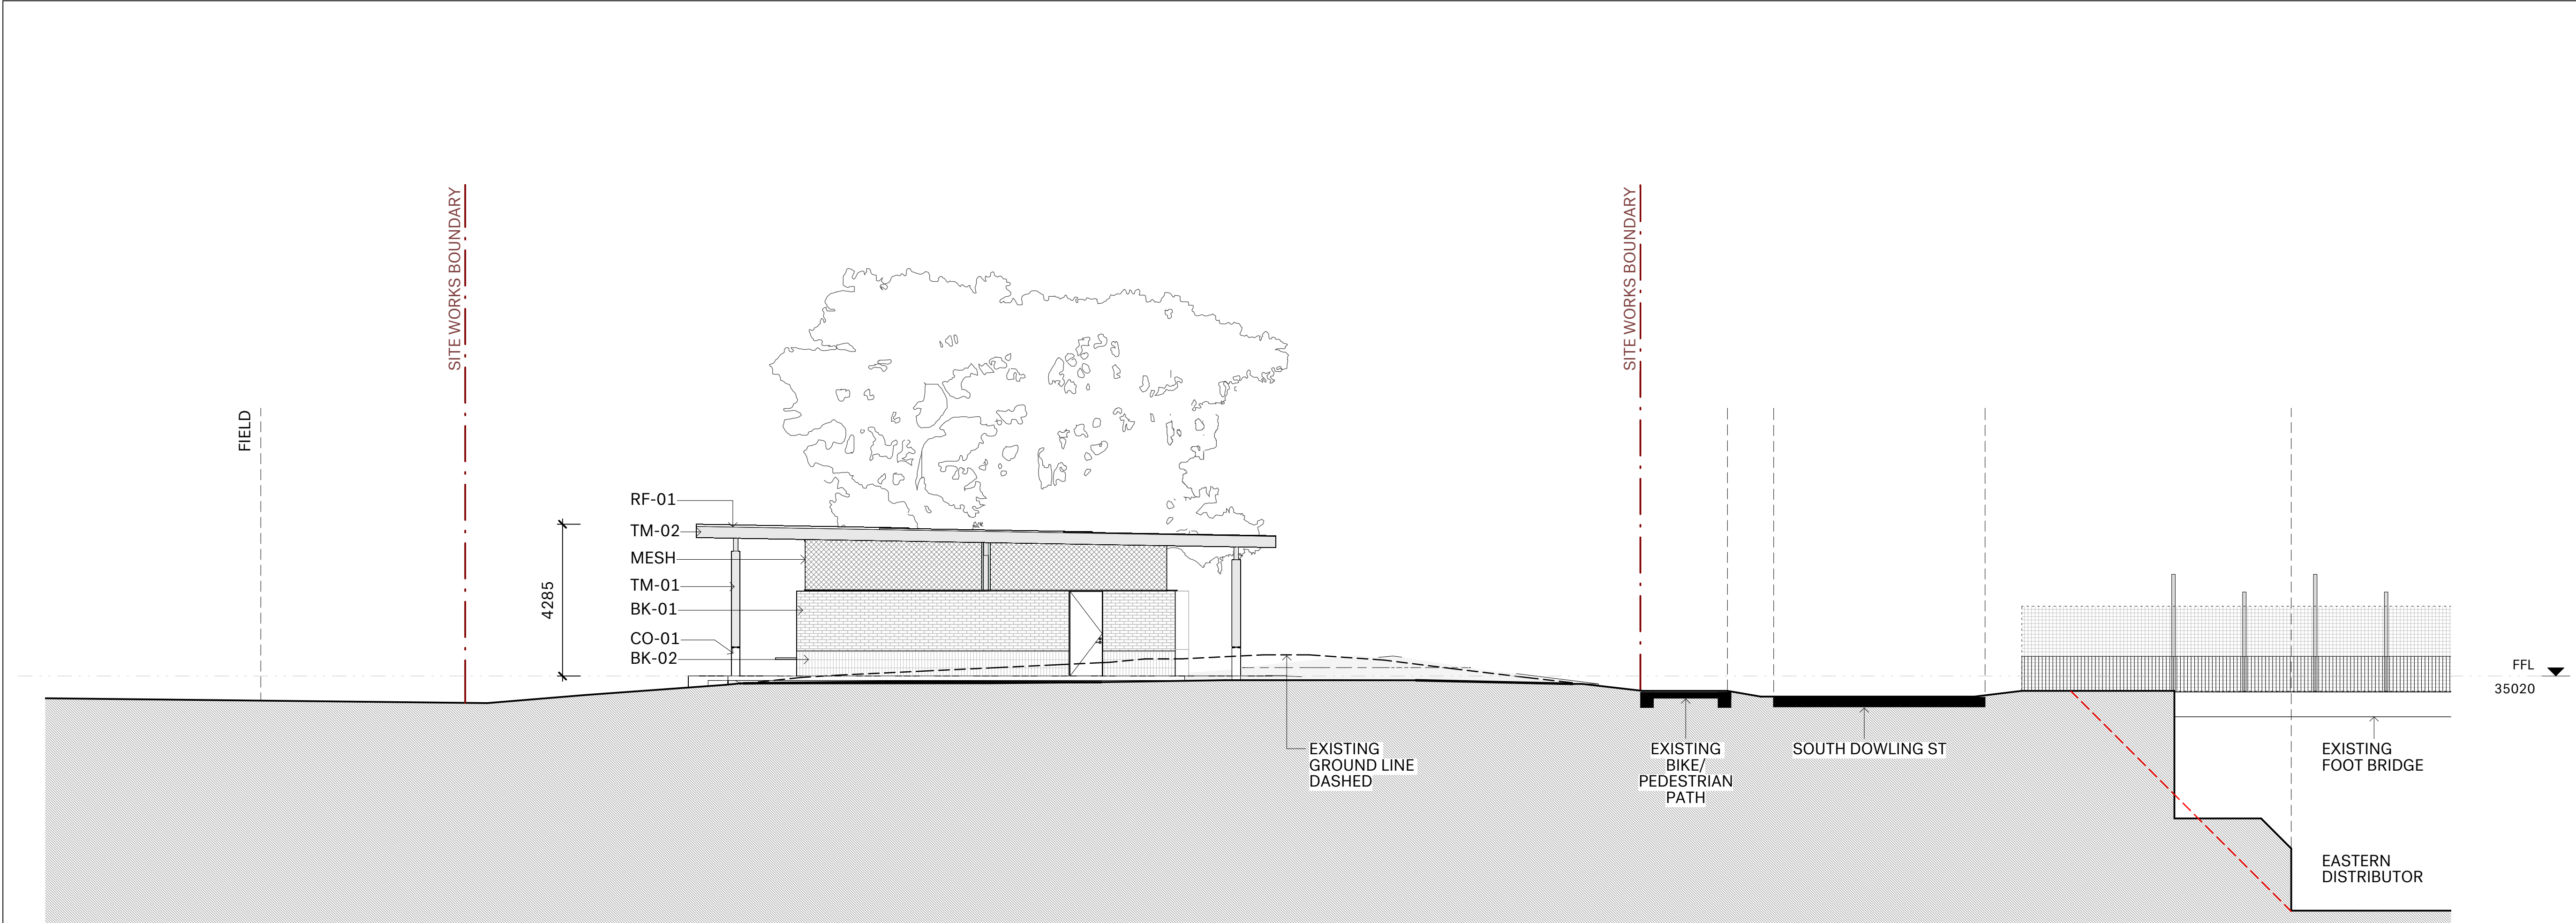 SITE WORKS BOUNDARY
SITE WORKS BOUNDARY
FIELD
RF-01
TM-02
MESH
TM-01
BK-01
CO-01
BK-02
4285
FFL
35020
EXISTING
GROUND LINE
DASHED
EXISTING
BIKE/
PEDESTRIAN
PATH
SOUTH DOWLING ST
EXISTING
FOOT BRIDGE
EASTERN
DISTRIBUTOR